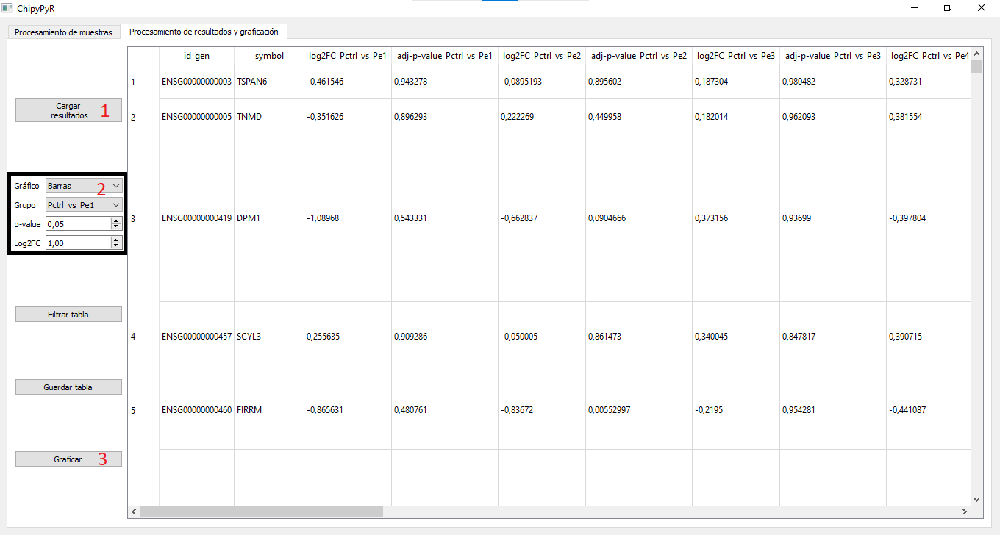 ChipyPyR
Procesamiento de muestras Procesamiento de resultados y graficación
id_gen symbol log2FC_Pctrl_vs_Pe1 adj-p-value_Pctrl_vs_Pe1 log2FC_Pctrl_vs_Pe2 adj-p-value_Pctrl_vs_Pe2 log2FC_Pctrl_vs_Pe3 adj-p-value_Pctrl_vs_Pe3 log2FC_Pctrl_vs_Pe4
1 ENSG00000000003 TSPAN6 -0,461546 0,943278 -0,0895193 0,895602 0,187304 0,980482 0,328731
2 ENSG00000000005 TNMD -0,351626 0,896293 0,222269 0,449958 0,182014 0,962093 0,381554
3 ENSG00000000419 DPM1 -1,08968 0,543331 -0,662837 0,0904666 0,373156 0,93699 -0,397804
4 ENSG00000000457 SCYL3 0,255635 0,909286 -0,050005 0,861473 0,340045 0,847817 0,390715
5 ENSG00000000460 FIRRM -0,865631 0,480761 -0,83672 0,00552997 -0,2195 0,954281 -0,441087
Cargar
resultados 1
Gráfico Barras 2
Grupo Pctrl_vs_Pe1
p-value 0,05
Log2FC 1,00
Filtrar tabla
Guardar tabla
Graficar 3